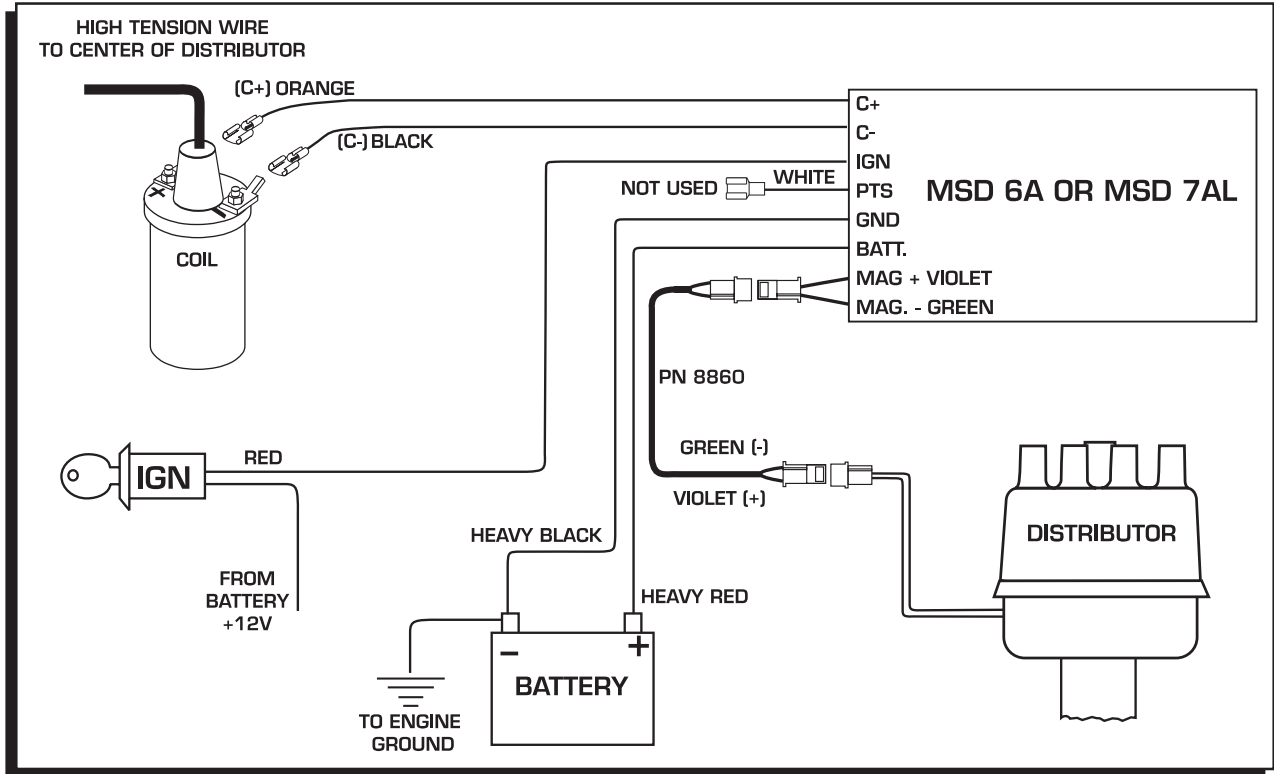 HIGH TENSION WIRE
TO CENTER OF DISTRIBUTOR
(C+) ORANGE
(C-) BLACK
COIL
+
–
C+
C-
IGN
PTS
GND
BATT.
MAG + VIOLET
MAG. - GREEN
MSD 6A OR MSD 7AL
NOT USED
WHITE
PN 8860
GREEN (-)
VIOLET (+)
IGN
RED
FROM
BATTERY
+12V
HEAVY BLACK
HEAVY RED
–
+
BATTERY
TO ENGINE
GROUND
DISTRIBUTOR